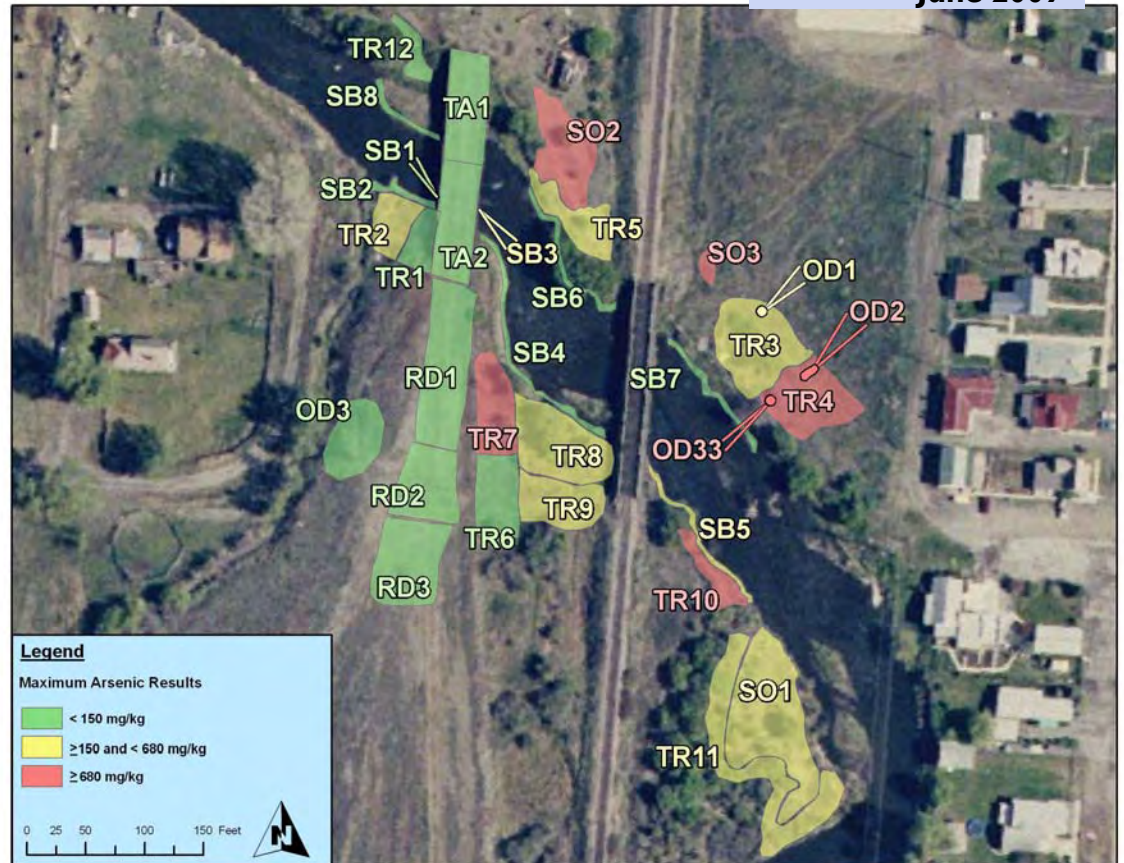 june 2007
TR12
SB8
TA1
SO2
SB1
SB2
TR2
TR5
TA2
SB3
TR1
SO3
OD1
SB6
OD2
TR3
SB4
RD1
SB7
TR4
OD3
TR7
OD33
TR8
RD2
TR9
SB5
TR6
RD3
TR10
SO1
TR11
Legend
Maximum Arsenic Results
< 150 mg/kg
≥150 and < 680 mg/kg
≥ 680 mg/kg
0 25 50 100 150 Feet
N